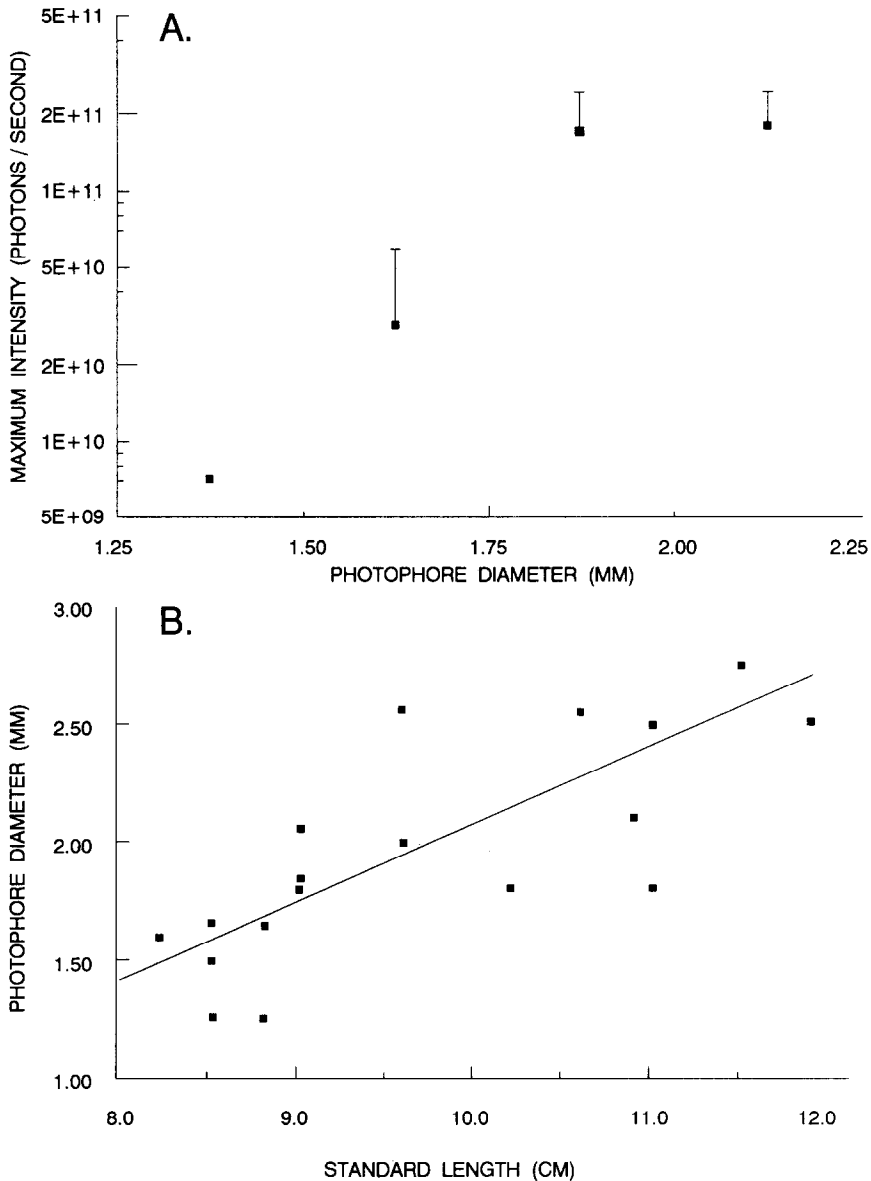 A.
MAXIMUM INTENSITY (PHOTONS / SECOND)
5E+11
2E+11
1E+11
5E+10
2E+10
1E+10
5E+09
1.25 1.50 1.75 2.00 2.25
PHOTOPHORE DIAMETER (MM)
B.
PHOTOPHORE DIAMETER (MM)
3.00
2.50
2.00
1.50
1.00
8.0 9.0 10.0 11.0 12.0
STANDARD LENGTH (CM)